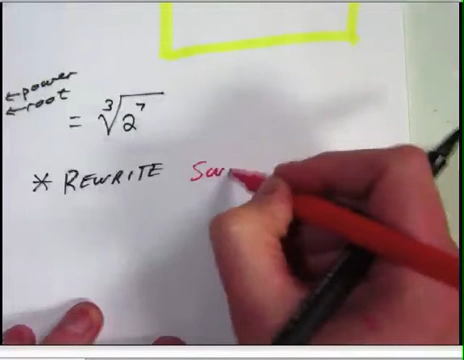 ← power
← root
= ∛2⁷
* REWRITE